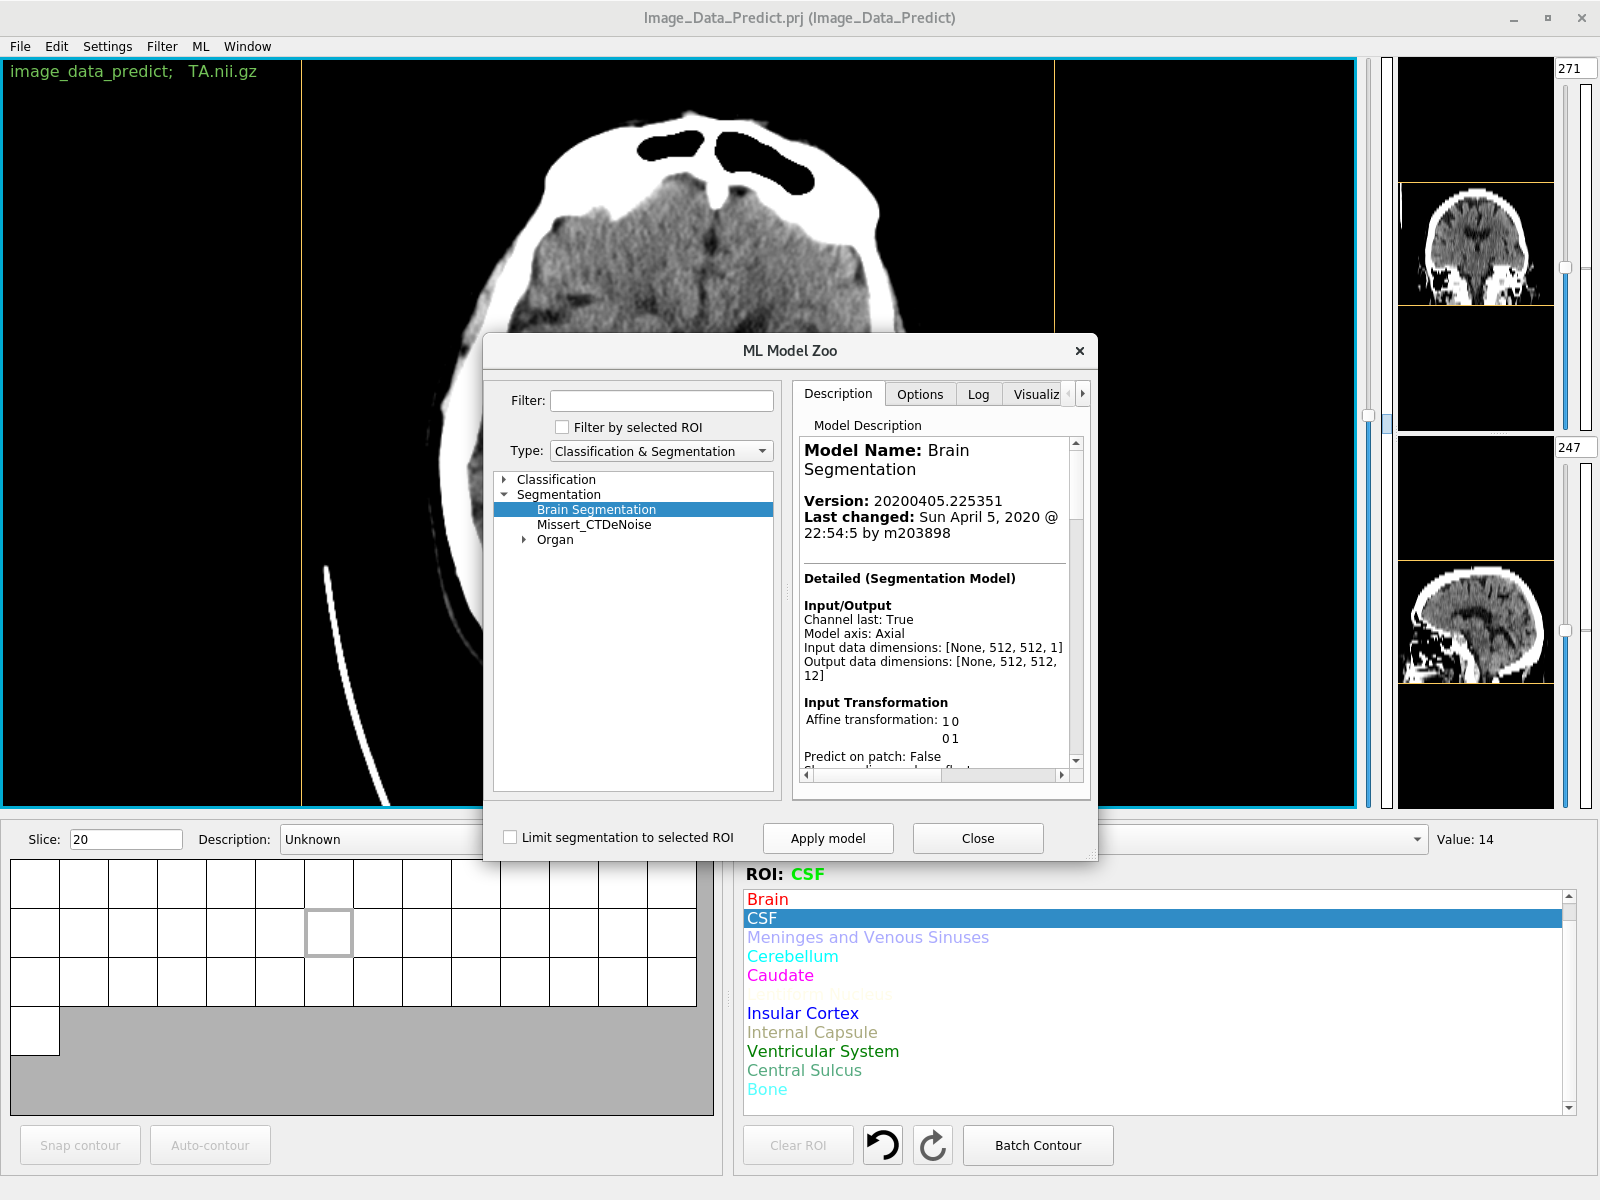 Image_Data_Predict.prj (Image_Data_Predict)
File Edit Settings Filter ML Window
image_data_predict; TA.nii.gz
271
247
ML Model Zoo
Filter:
Filter by selected ROI
Type: Classification & Segmentation
Classification
Segmentation
Brain Segmentation
Missert_CTDeNoise
Organ
Description Options Log Visualiz
Model Description
Model Name: Brain
Segmentation
Version: 20200405.225351
Last changed: Sun April 5, 2020 @
22:54:5 by m203898
Detailed (Segmentation Model)
Input/Output
Channel last: True
Model axis: Axial
Input data dimensions: [None, 512, 512, 1]
Output data dimensions: [None, 512, 512,
12]
Input Transformation
Affine transformation: 1 0
0 1
Predict on patch: False
Limit segmentation to selected ROI
Apply model
Close
Slice: 20 Description: Unknown
Value: 14
ROI: CSF
Brain
CSF
Meninges and Venous Sinuses
Cerebellum
Caudate
Insular Cortex
Internal Capsule
Ventricular System
Central Sulcus
Bone
Snap contour
Auto-contour
Clear ROI
Batch Contour